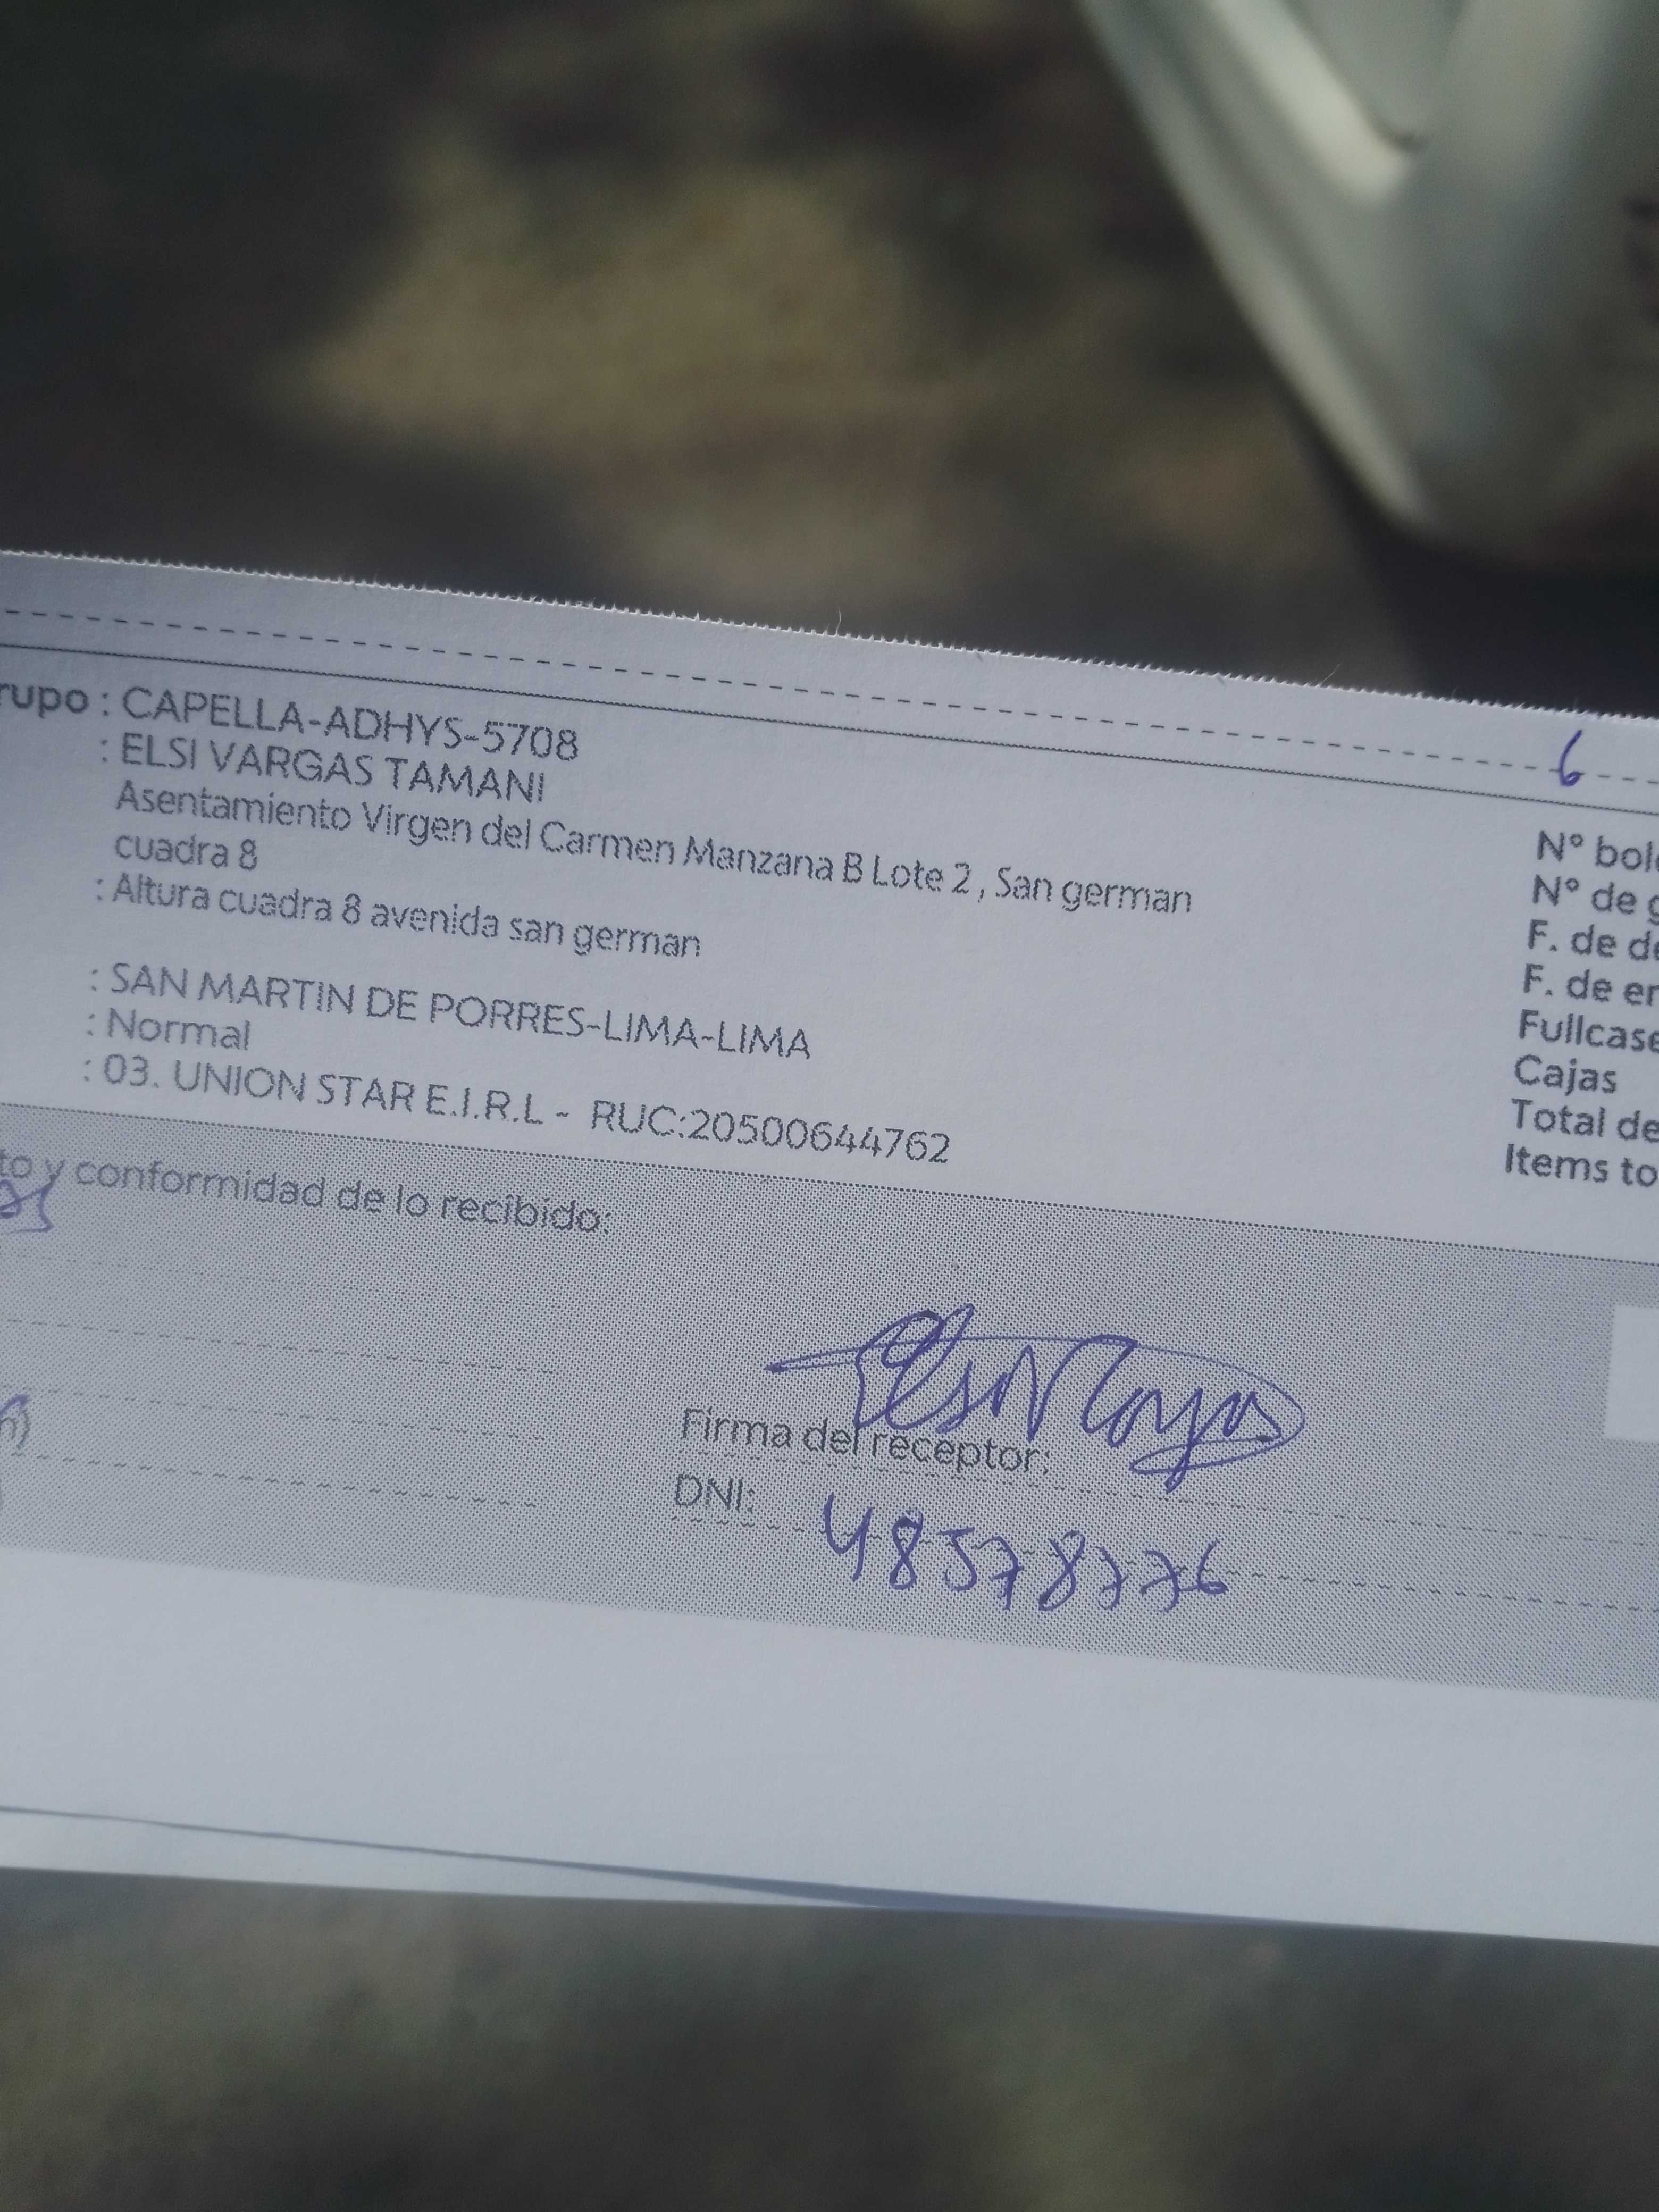 rupo : CAPELLA-ADHYS-5708
: ELSI VARGAS TAMANI
Asentamiento Virgen del Carmen Manzana B Lote 2, San german
cuadra 8
: Altura cuadra 8 avenida san german
: SAN MARTIN DE PORRES-LIMA-LIMA
: Normal
: 03. UNION STAR E.I.R.L - RUC:20500644762
6
N° bol
N° de g
F. de de
F. de en
Fullcase
Cajas
Total de
Items to
to y conformidad de lo recibido:
Firma del receptor:
DNI: 48578776